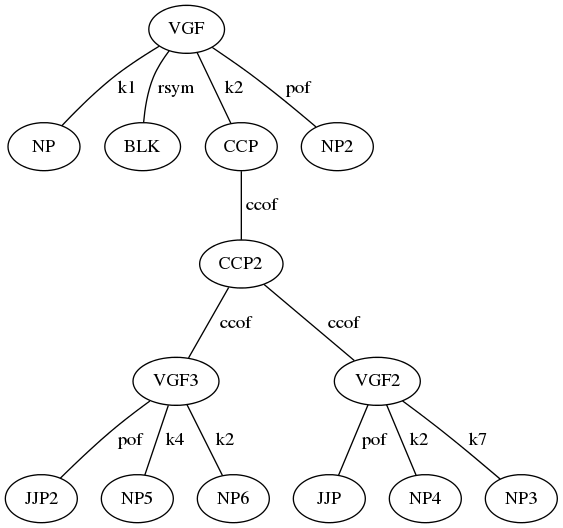 VGF
k1 rsym k2 pof
NP BLK CCP NP2
ccof
CCP2
ccof ccof
VGF3 VGF2
pof k4 k2 pof k2 k7
JJP2 NP5 NP6 JJP NP4 NP3